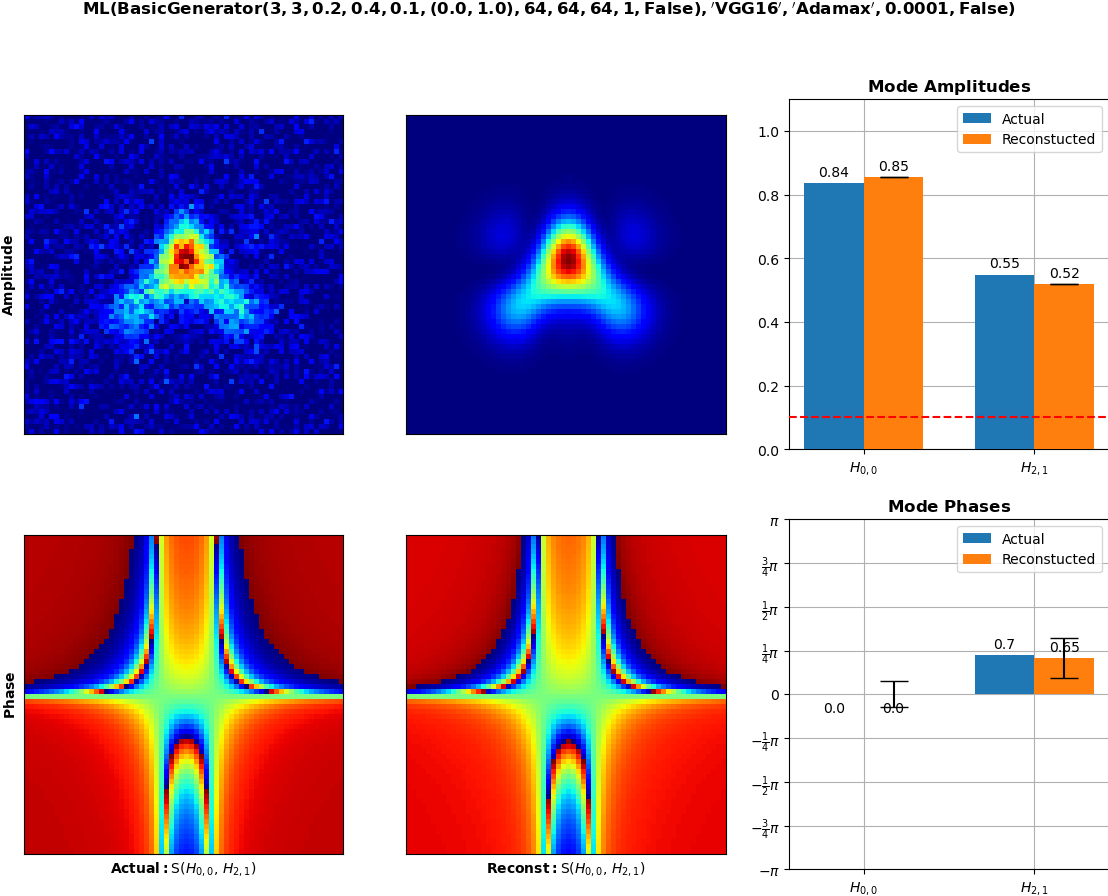 ML(BasicGenerator(3, 3, 0.2, 0.4, 0.1, (0.0, 1.0), 64, 64, 64, 1, False), ′VGG16′, ′Adamax′, 0.0001, False)
Amplitude
Mode Amplitudes
Actual
Reconstucted
1.0
0.8
0.6
0.4
0.2
0.0
0.84
0.85
0.55
0.52
H0,0
H2,1
Phase
Actual: S(H0,0, H2,1)
Reconst: S(H0,0, H2,1)
Mode Phases
Actual
Reconstucted
π
3/4π
1/2π
1/4π
0
−1/4π
−1/2π
−3/4π
−π
0.0
0.0
0.7
0.65
H0,0
H2,1